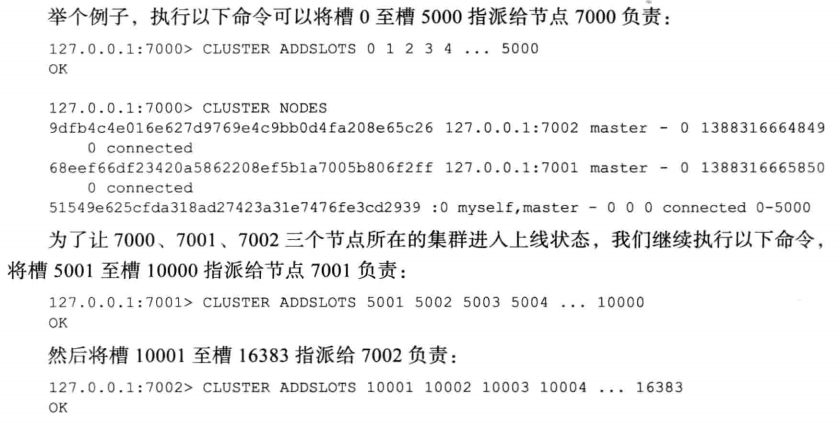 举个例子，执行以下命令可以将槽 0 至槽 5000 指派给节点 7000 负责：
127.0.0.1:7000> CLUSTER ADDSLOTS 0 1 2 3 4 ... 5000
OK
127.0.0.1:7000> CLUSTER NODES
9dfb4c4e016e627d9769e4c9bb0d4fa208e65c26 127.0.0.1:7002 master - 0 1388316664849
0 connected
68eef66df23420a5862208ef5b1a7005b806f2ff 127.0.0.1:7001 master - 0 1388316665850
0 connected
51549e625cfda318ad27423a31e7476fe3cd2939 :0 myself,master - 0 0 0 connected 0-5000
为了让 7000、7001、7002 三个节点所在的集群进入上线状态，我们继续执行以下命令，
将槽 5001 至槽 10000 指派给节点 7001 负责：
127.0.0.1:7001> CLUSTER ADDSLOTS 5001 5002 5003 5004 ... 10000
OK
然后将槽 10001 至槽 16383 指派给 7002 负责：
127.0.0.1:7002> CLUSTER ADDSLOTS 10001 10002 10003 10004 ... 16383
OK